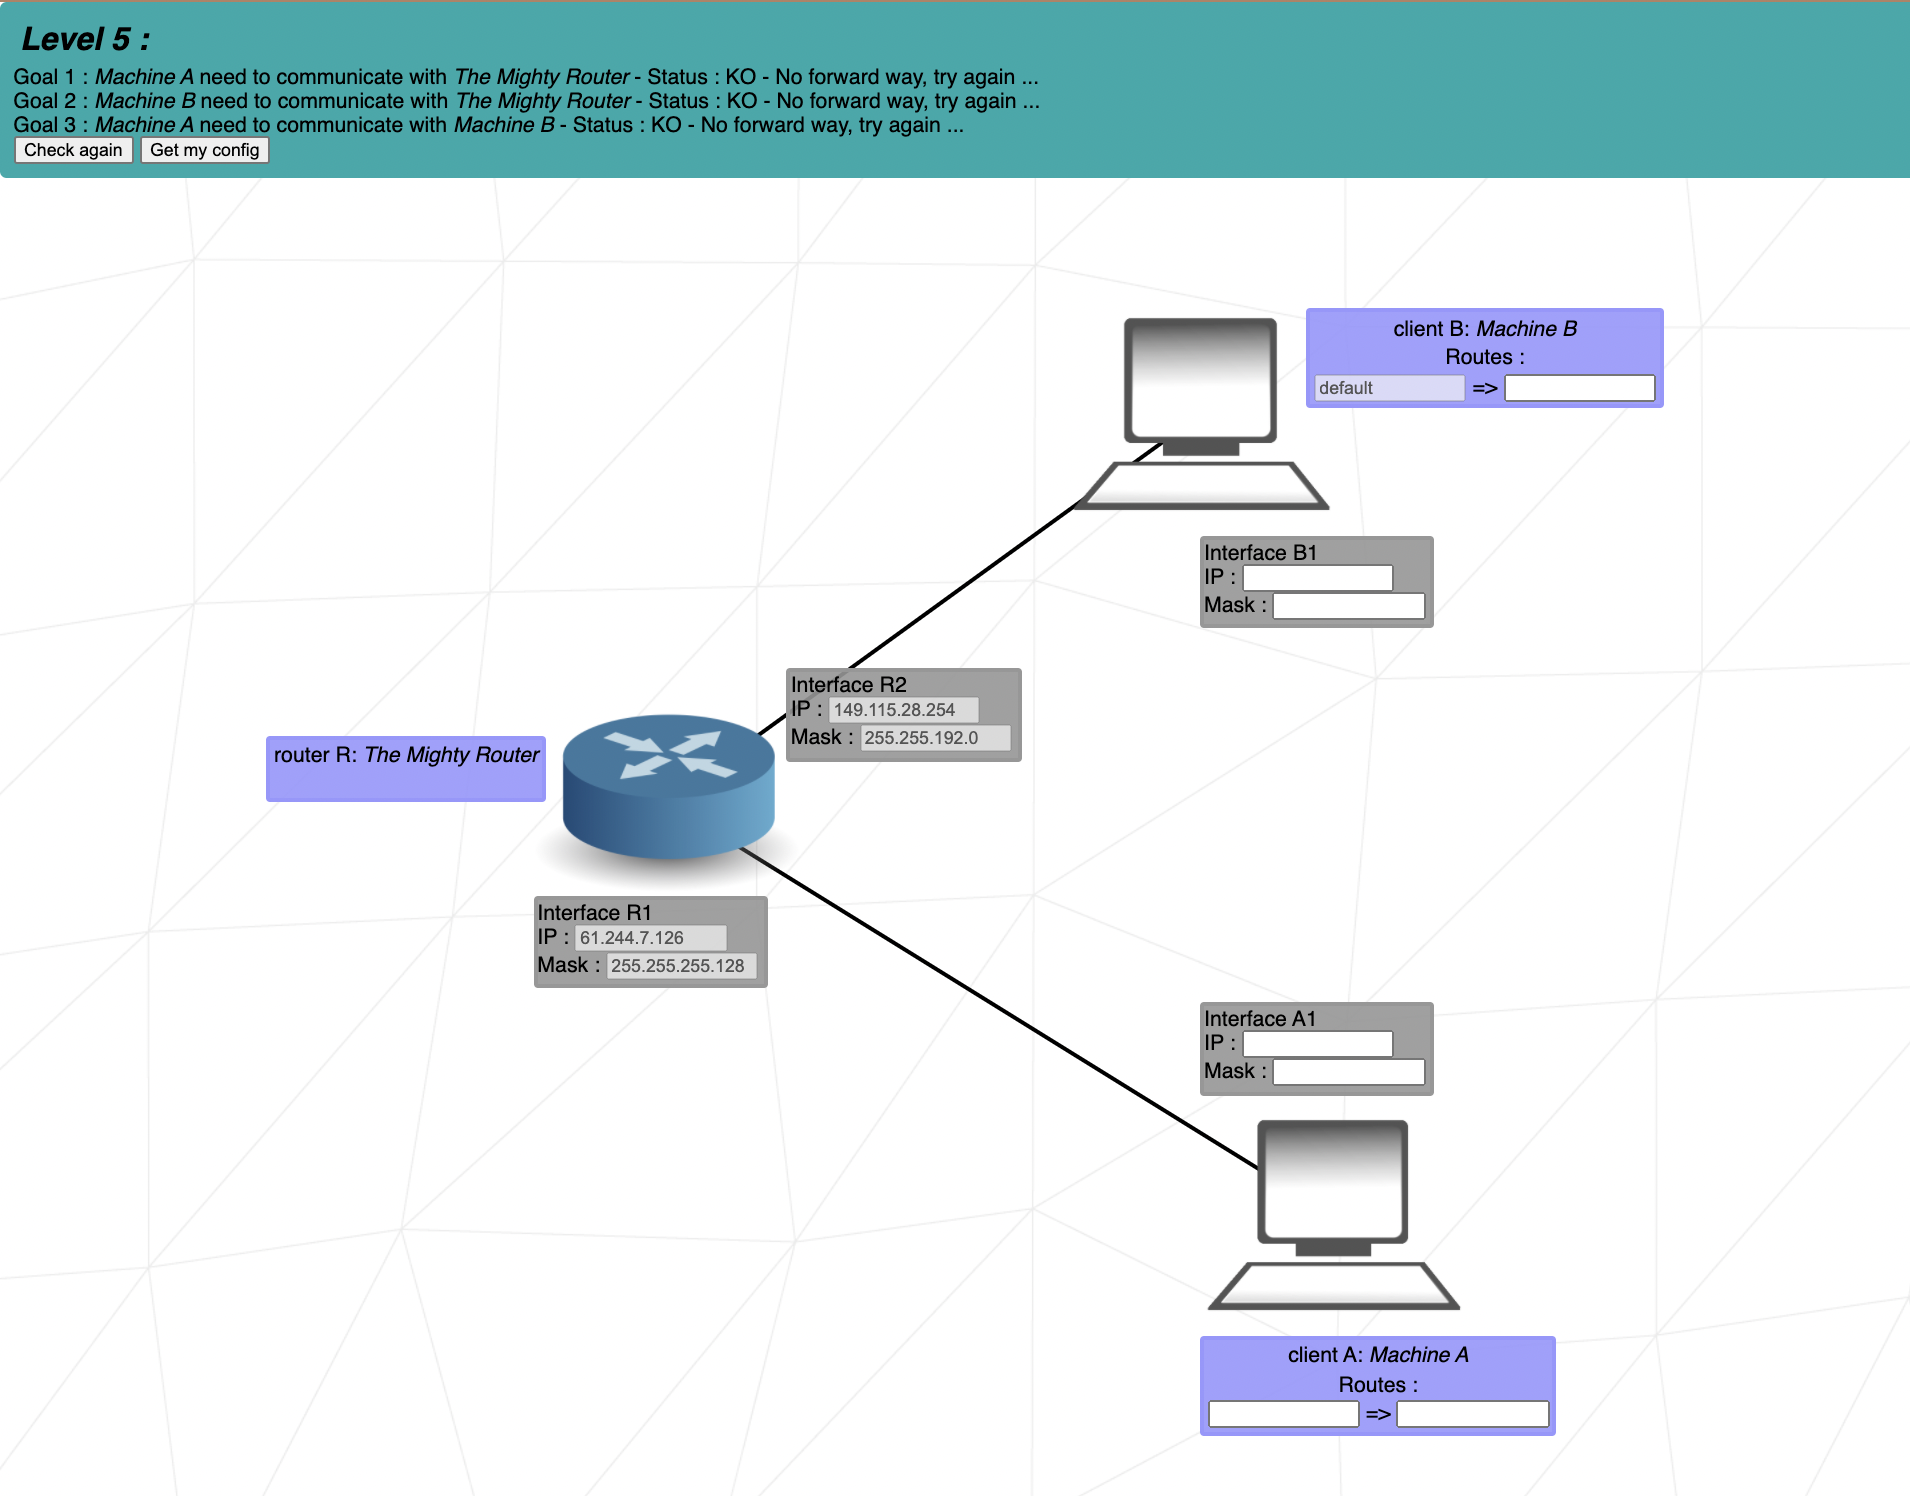 Level 5 :
Goal 1 : Machine A need to communicate with The Mighty Router - Status : KO - No forward way, try again ...
Goal 2 : Machine B need to communicate with The Mighty Router - Status : KO - No forward way, try again ...
Goal 3 : Machine A need to communicate with Machine B - Status : KO - No forward way, try again ...
Check again Get my config
client B: Machine B
Routes :
default =>
Interface B1
IP :
Mask :
Interface R2
IP : 149.115.28.254
Mask : 255.255.192.0
router R: The Mighty Router
Interface R1
IP : 61.244.7.126
Mask : 255.255.255.128
Interface A1
IP :
Mask :
client A: Machine A
Routes :
=>